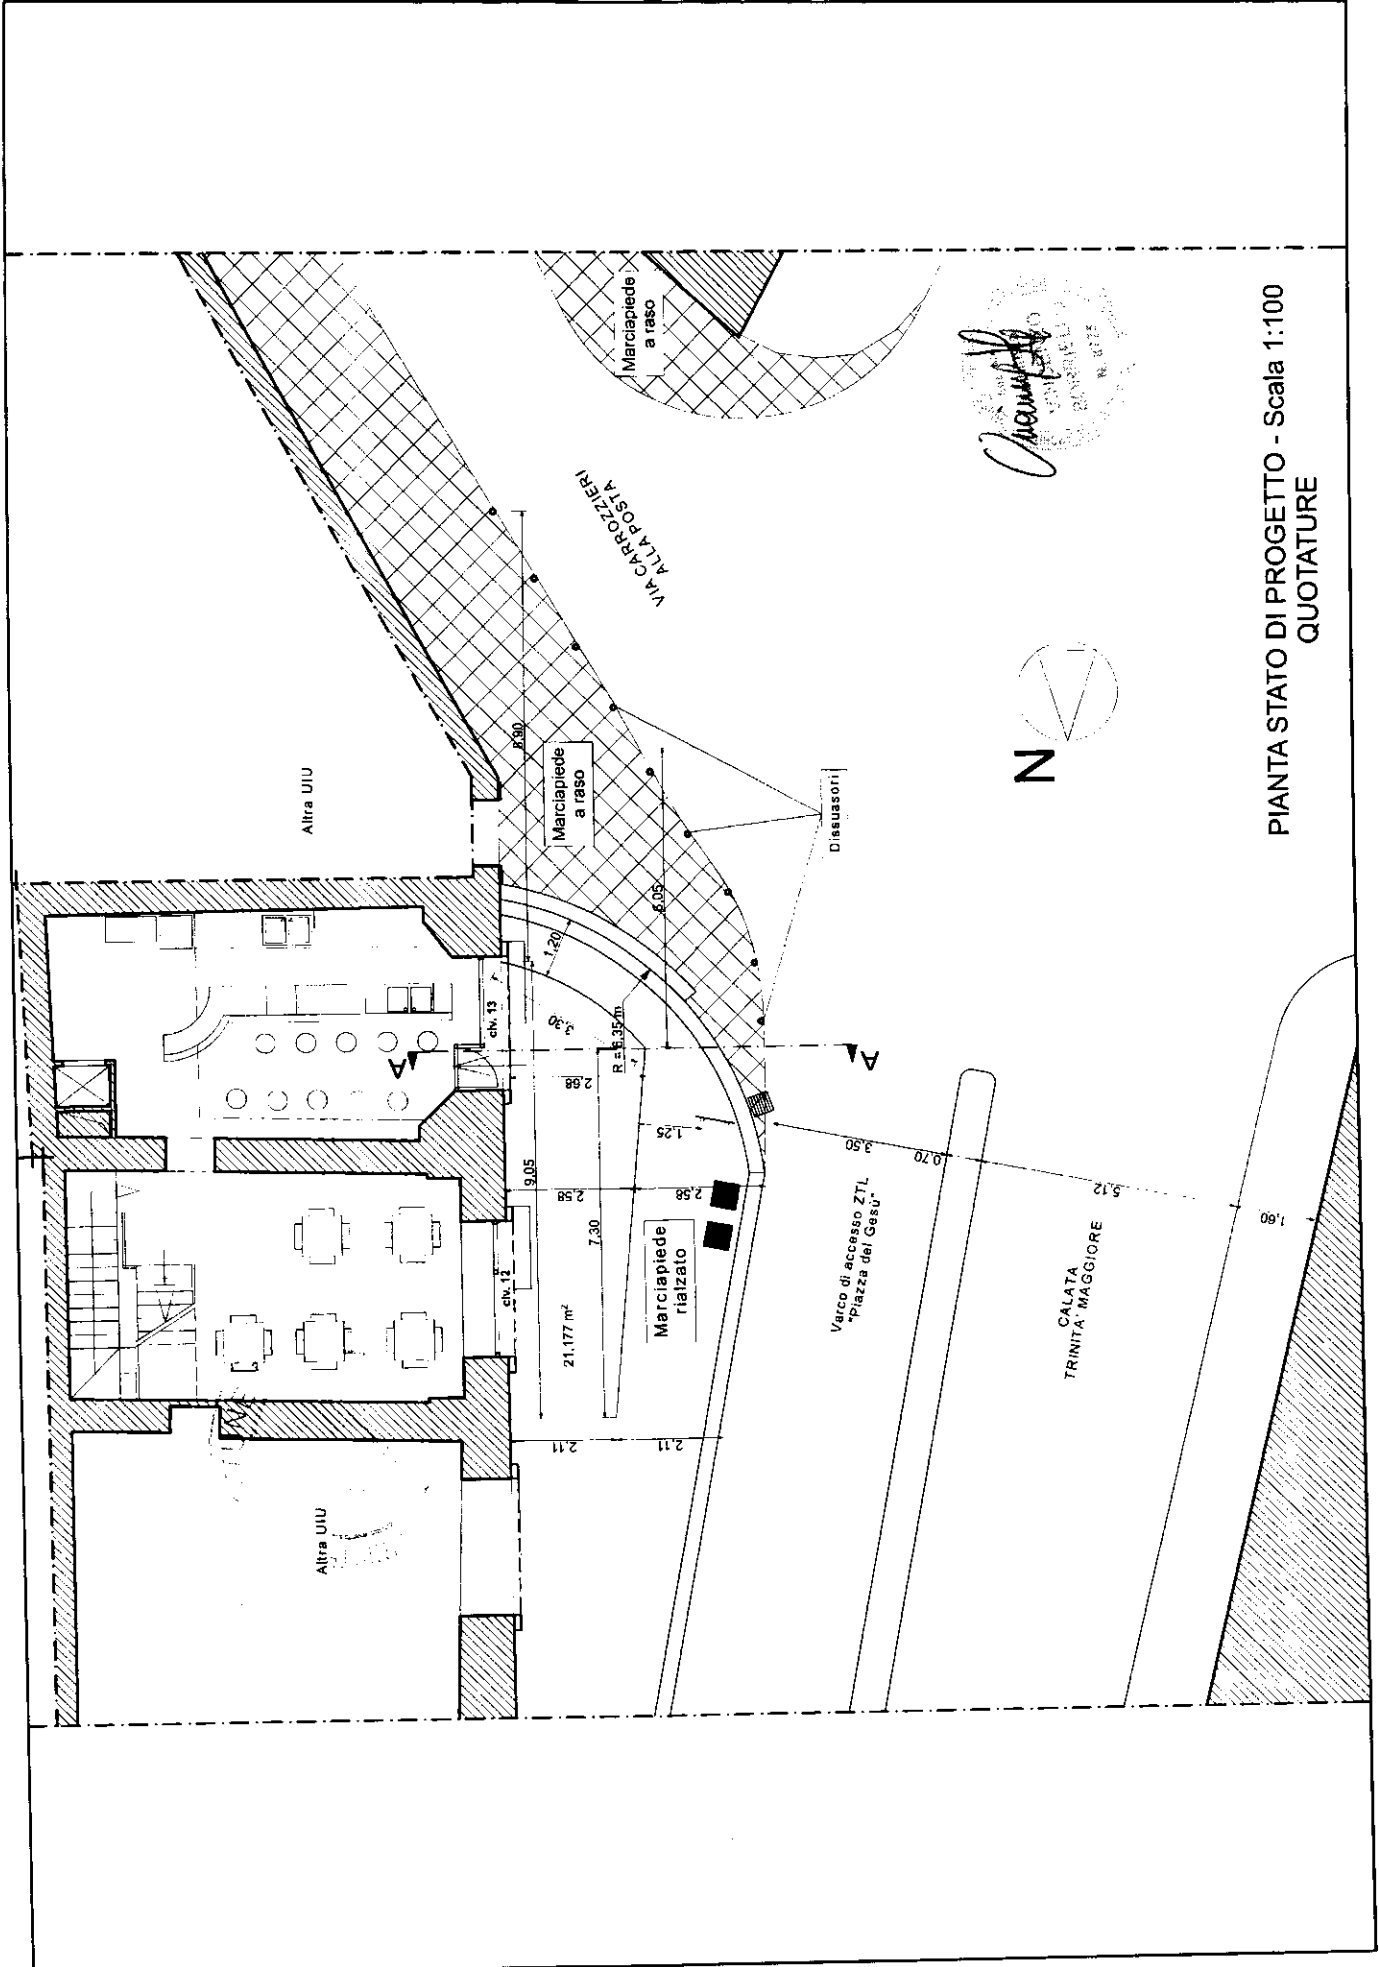 Altra UIU
Marciapiede
a raso
VIA CARROZZIERI
ALLA POSTA
8,90
Marciapiede
a raso
Dissuasori
6,05
1,20
civ. 13
3,30
R = 6,35 m
A
A
2,68
1,25
9,05
2,58
2,58
7,30
civ. 12
21,177 m²
Marciapiede
rialzato
2,11
2,11
Altra UIU
3,50
0,70
5,12
1,60
Varco di accesso ZTL
"Piazza del Gesù"
CALATA
TRINITA' MAGGIORE
N
PIANTA STATO DI PROGETTO - Scala 1:100
QUOTATURE